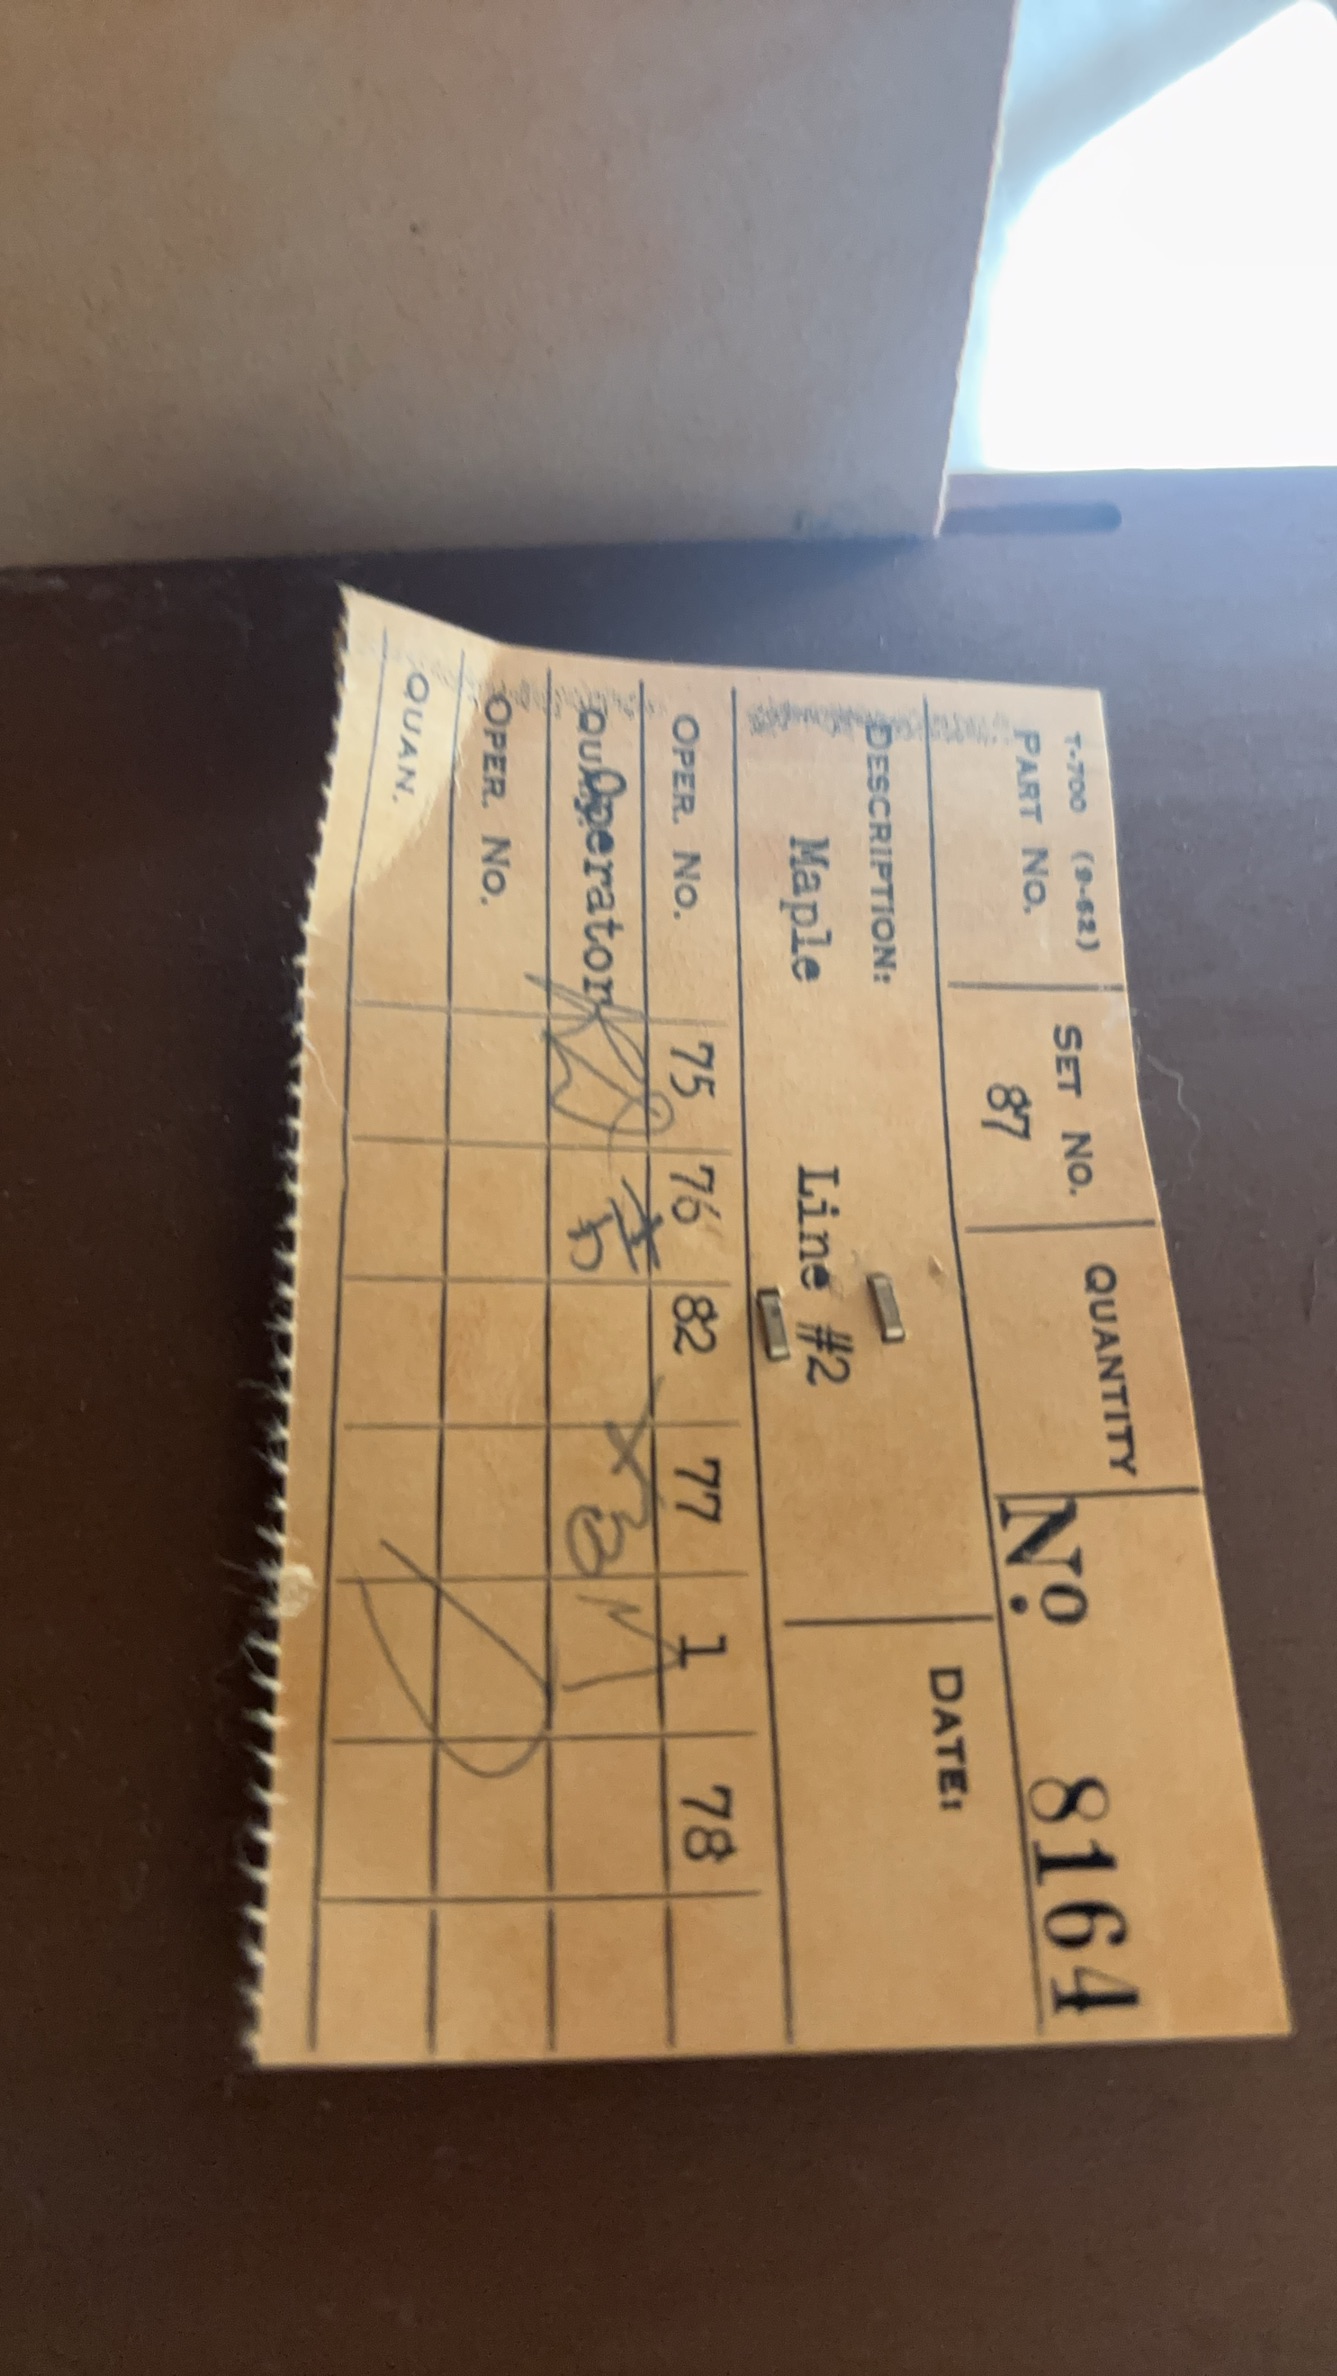 T-700 (9-62)
PART NO. SET NO. QUANTITY No 8164
87
DESCRIPTION: DATE:
Maple Line #2
OPER. NO. 75 76 82 77 1 78
QUAN. Operator
OPER. NO.
QUAN.